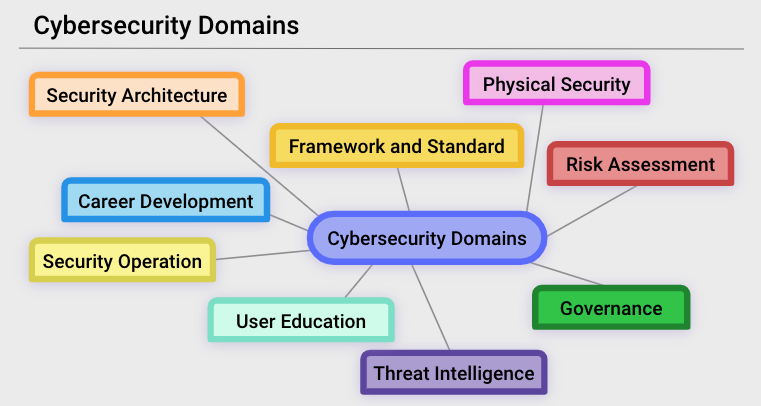 Cybersecurity Domains
Physical Security
Security Architecture
Framework and Standard
Risk Assessment
Career Development
Cybersecurity Domains
Security Operation
Governance
User Education
Threat Intelligence